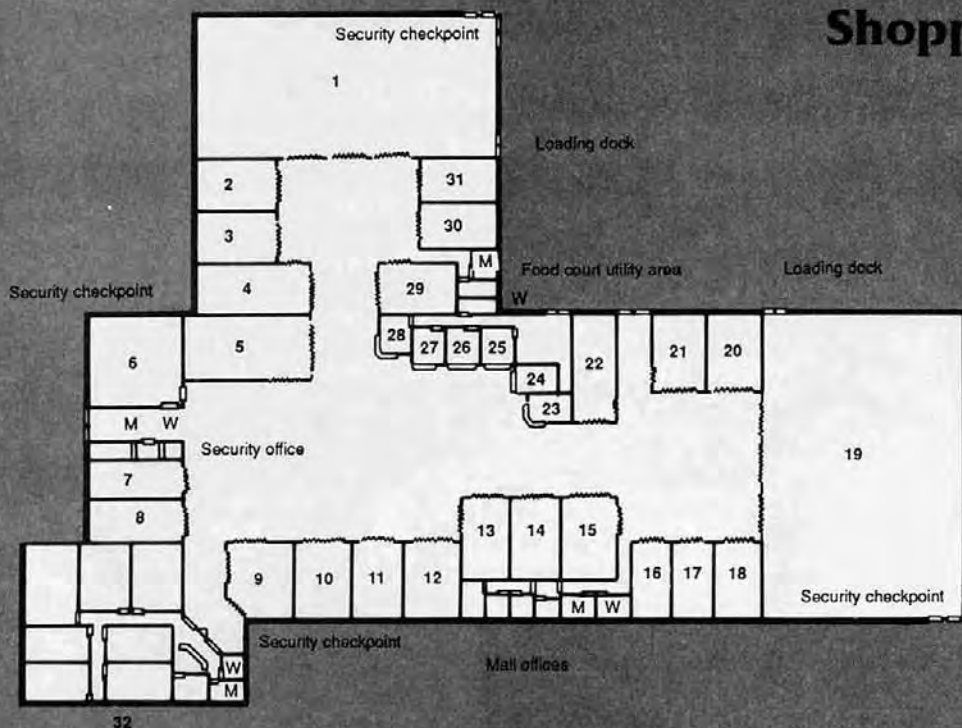 Shopp
Security checkpoint
1
Loading dock
2
31
3
30
M
Food court utility area
Loading dock
Security checkpoint
4
29
W
28
5
6
27
26
25
22
21
20
24
23
M W
Security office
19
7
8
13
14
15
9
10
11
12
16
17
18
M W
Security checkpoint
Security checkpoint
Mall offices
W
M
32